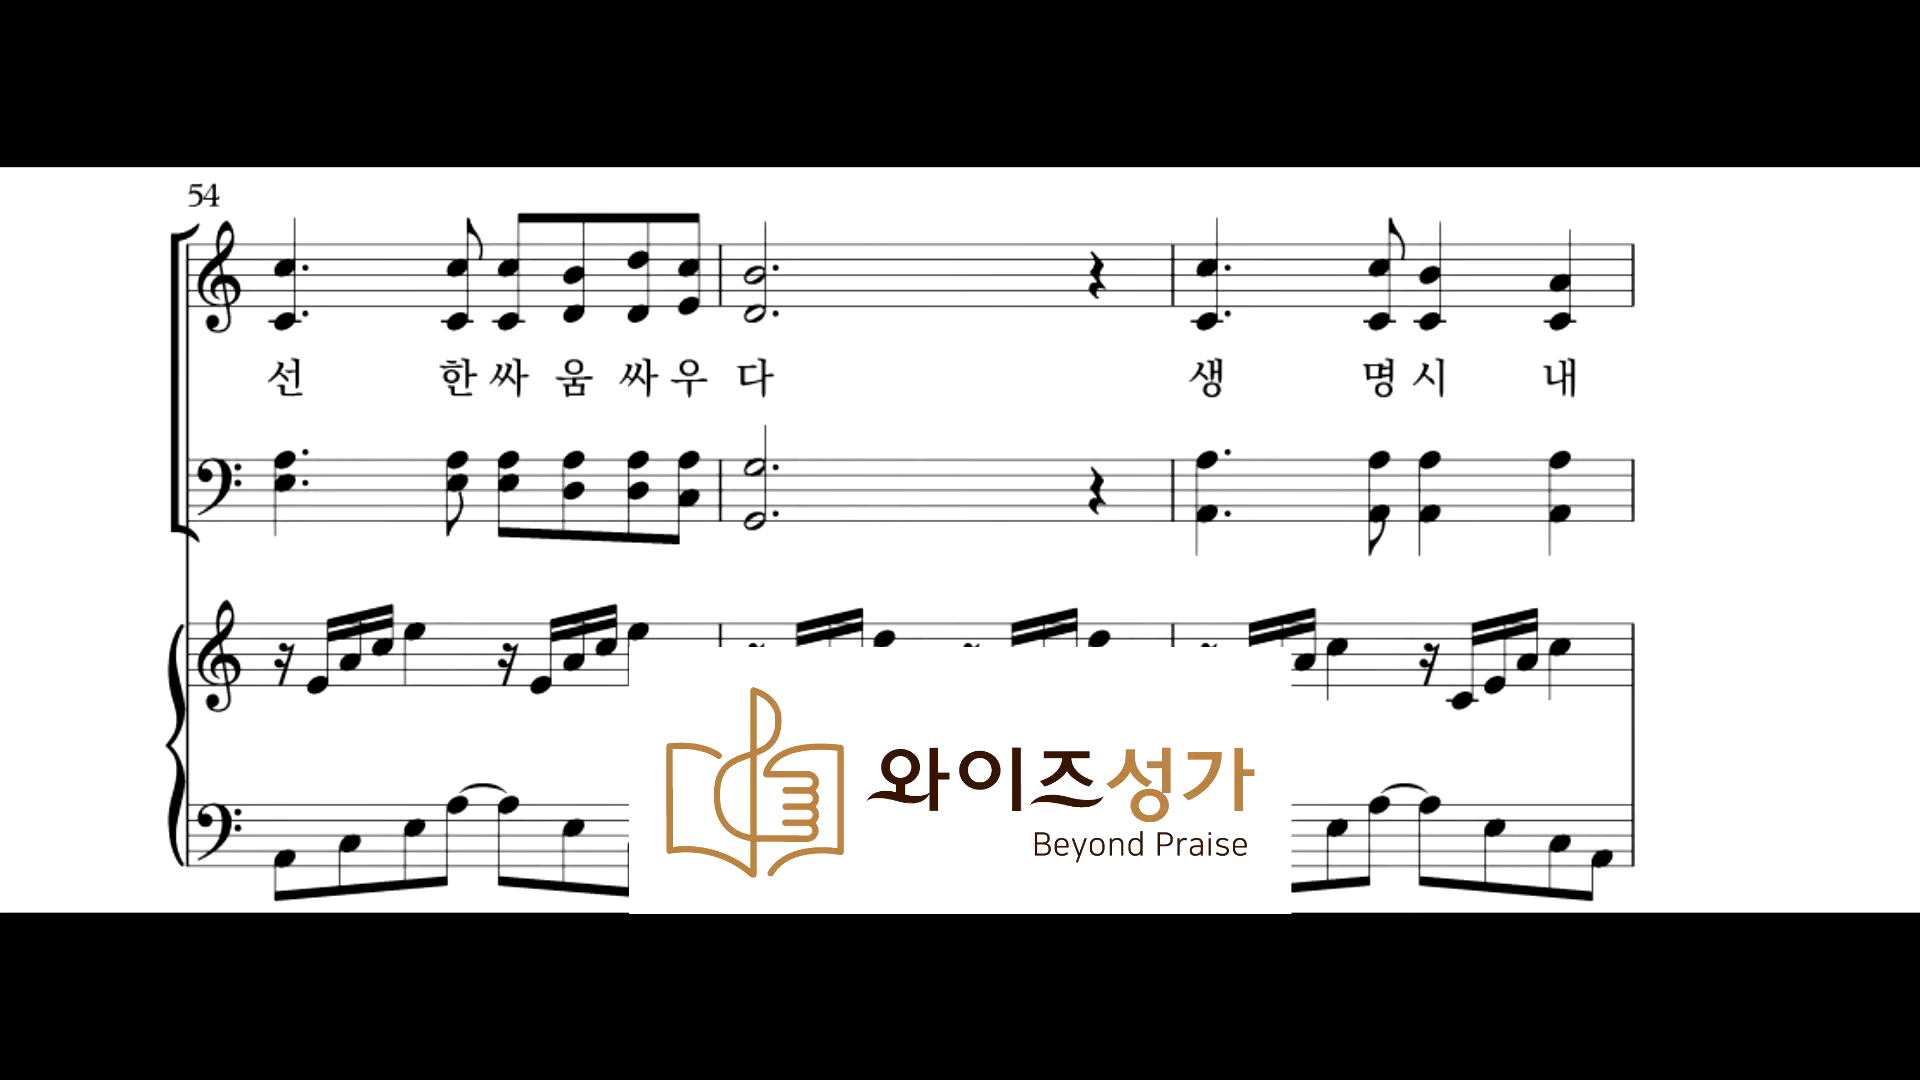 54
선 한 싸 움 싸 우 다 생 명 시 내
와이즈성가
Beyond Praise